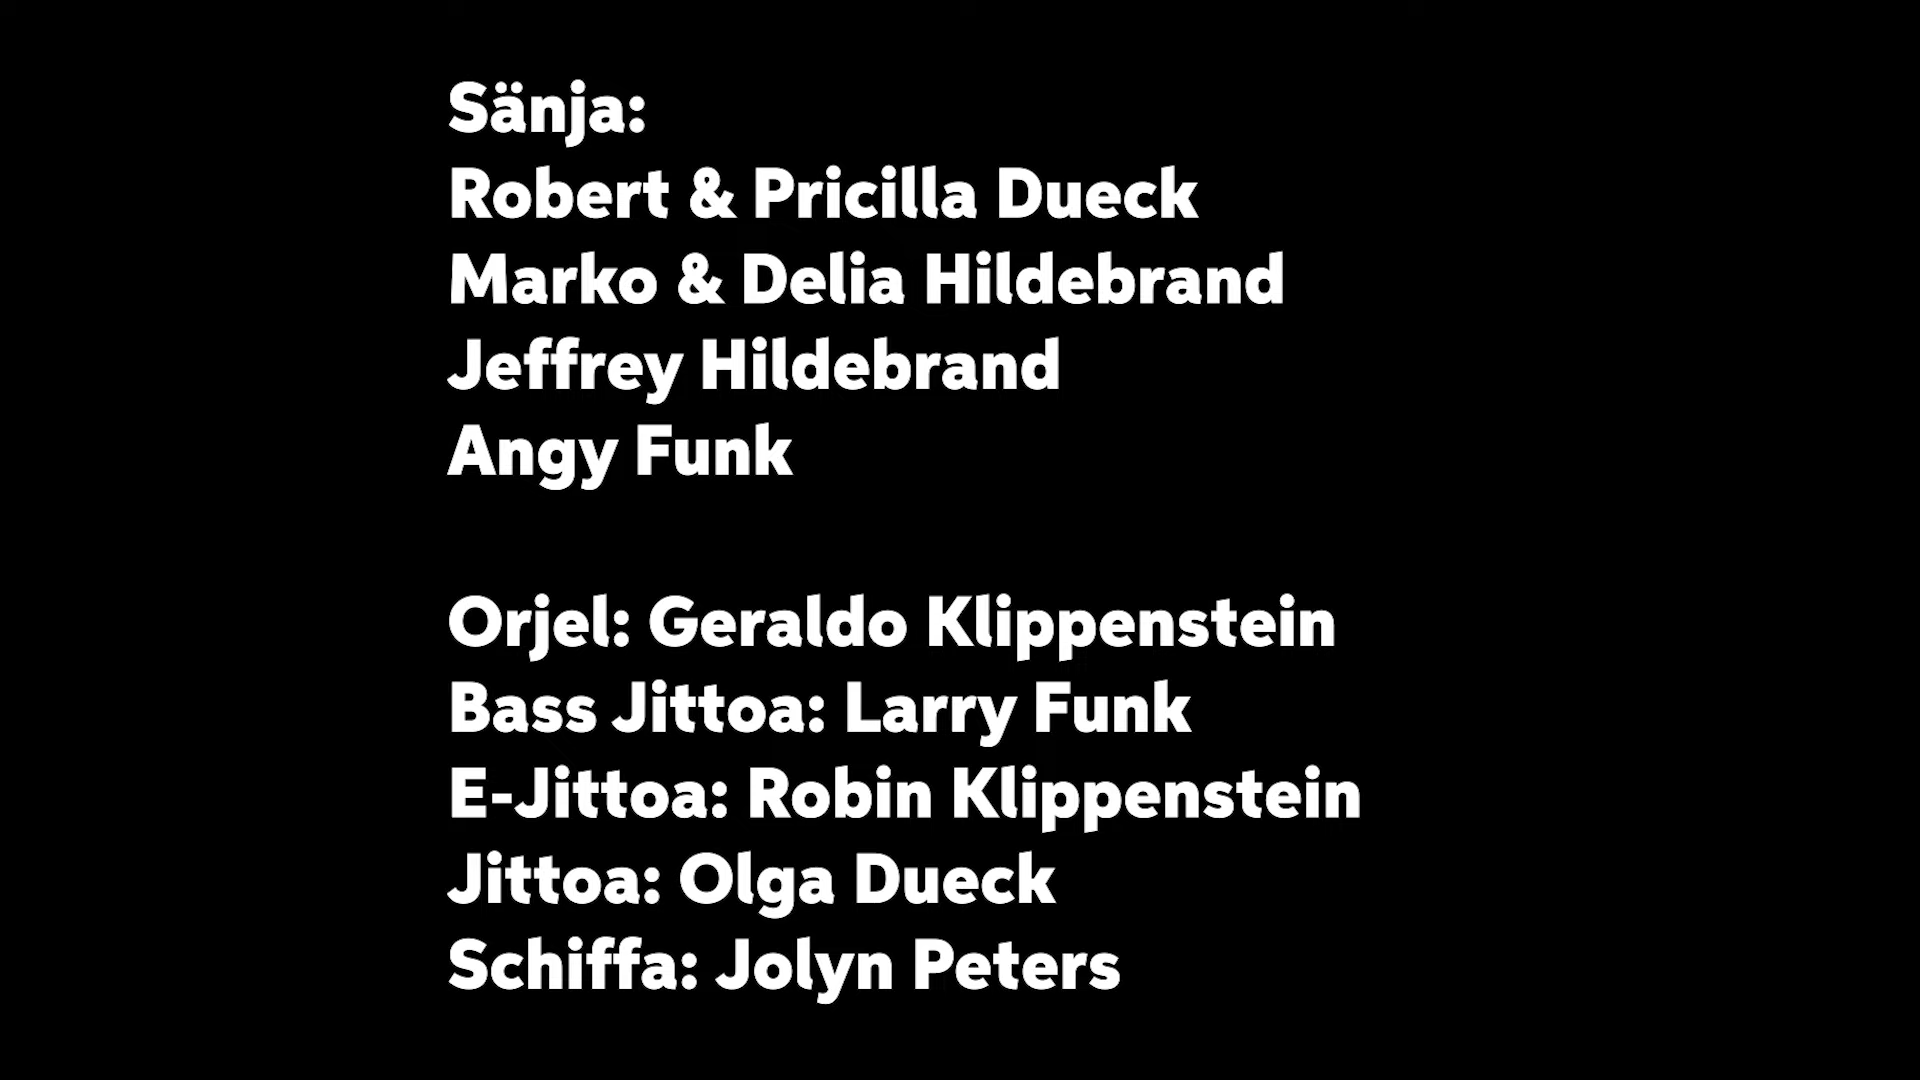 Sänja:
Robert & Pricilla Dueck
Marko & Delia Hildebrand
Jeffrey Hildebrand
Angy Funk
Orjel: Geraldo Klippenstein
Bass Jittoa: Larry Funk
E-Jittoa: Robin Klippenstein
Jittoa: Olga Dueck
Schiffa: Jolyn Peters